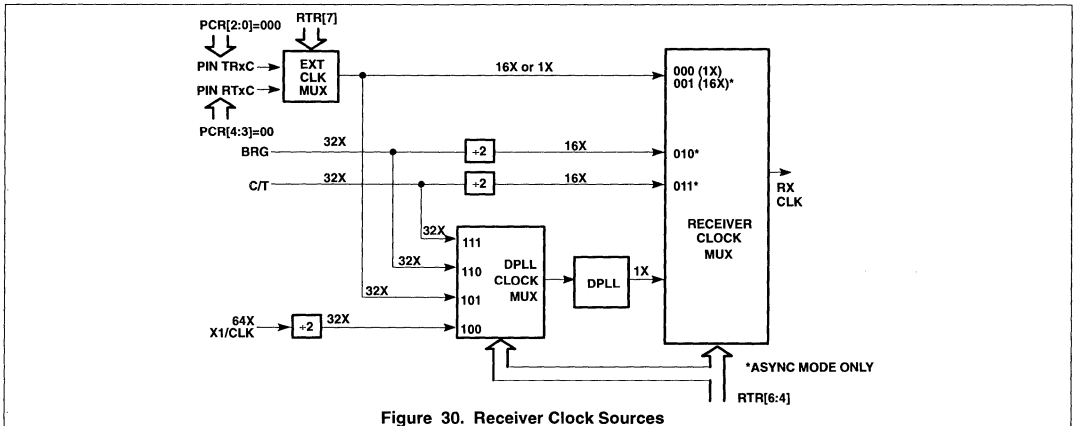 PCR[2:0]=000
RTR[7]
PIN TRxC
PIN RTxC
EXT
CLK
MUX
PCR[4:3]=00
16X or 1X
000 (1X)
001 (16X)*
BRG
32X
÷2
16X
010*
C/T
32X
÷2
16X
011*
RX
CLK
RECEIVER
CLOCK
MUX
32X
111
32X
110
DPLL
CLOCK
MUX
DPLL
1X
32X
101
64X
X1/CLK
÷2
32X
100
*ASYNC MODE ONLY
RTR[6:4]
Figure 30. Receiver Clock Sources